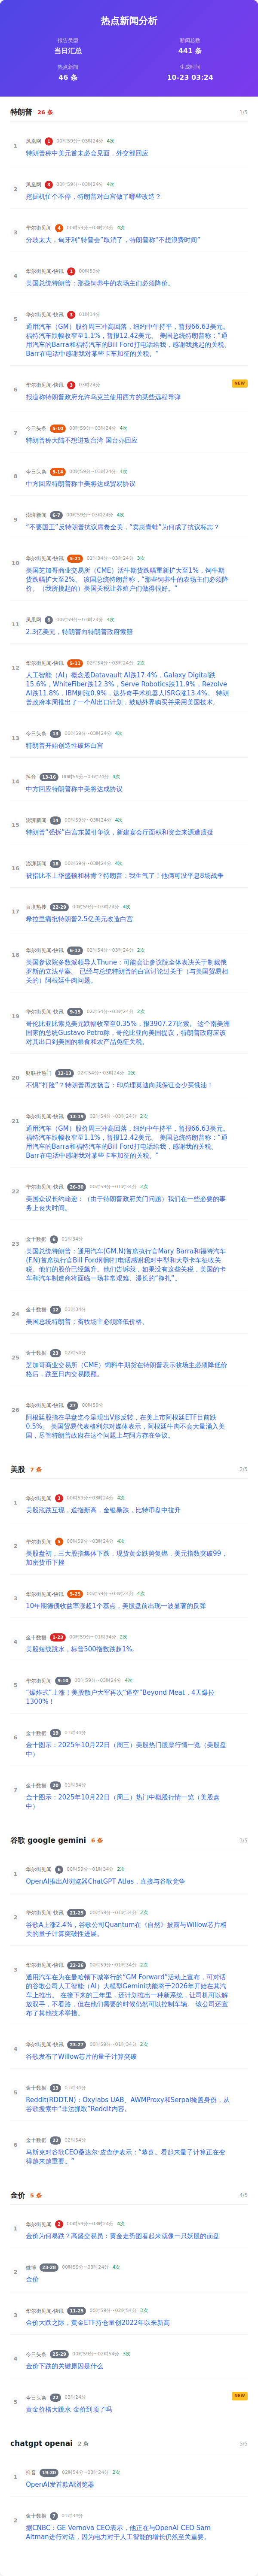 热点新闻分析
报告类型
当日汇总
新闻总数
441 条
热点新闻
46 条
生成时间
10-23 03:24
特朗普 26 条 1/5
1 凤凰网 1 00时59分~03时24分 4次
特朗普称中美元首未必会见面，外交部回应
2 凤凰网 3 00时59分~03时24分 4次
挖掘机忙个不停，特朗普对白宫做了哪些改造？
3 华尔街见闻 4 00时59分~03时24分 4次
分歧太大，匈牙利“特普会”取消了，特朗普称“不想浪费时间”
4 华尔街见闻-快讯 1 00时59分
美国总统特朗普：那些饲养牛的农场主们必须降价。
5 华尔街见闻-快讯 3 01时34分
通用汽车（GM）股价周三冲高回落，纽约中午持平，暂报66.63美元。
福特汽车跌幅收窄至1.1%，暂报12.42美元。 美国总统特朗普称：“通
用汽车的Barra和福特汽车的Bill Ford打电话给我，感谢我挑起的关税。
Barr在电话中感谢我对某些卡车加征的关税。”
6 华尔街见闻-快讯 3 03时24分 NEW
报道称特朗普政府允许乌克兰使用西方的某些远程导弹
7 今日头条 5-10 00时59分~03时24分 4次
特朗普称大陆不想进攻台湾 国台办回应
8 今日头条 5-14 00时59分~03时24分 4次
中方回应特朗普称中美将达成贸易协议
9 澎湃新闻 6-7 00时59分~03时24分 4次
“不要国王”反特朗普抗议席卷全美，“卖崽青蛙”为何成了抗议标志？
10 华尔街见闻-快讯 5-21 01时34分~03时24分 3次
美国芝加哥商业交易所（CME）活牛期货跌幅重新扩大至1%，饲牛期
货跌幅扩大至2%。 该国总统特朗普称，“那些饲养牛的农场主们必须降
价。（我所挑起的）美国关税让养殖户们做得很好。”
11 凤凰网 8 00时59分~03时24分 4次
2.3亿美元，特朗普向特朗普政府索赔
12 华尔街见闻-快讯 5-11 02时54分~03时24分 2次
人工智能（AI）概念股Datavault AI跌17.4%，Galaxy Digital跌
15.6%，WhiteFiber跌12.3%，Serve Robotics跌11.9%，Rezolve
AI跌11.8%，IBM则涨0.9%，达芬奇手术机器人ISRG涨13.4%。 特朗
普政府本周推出了一个AI出口计划，鼓励外界购买并采用美国技术。
13 今日头条 13 00时59分~03时24分 4次
特朗普开始创造性破坏白宫
14 抖音 13-16 00时59分~03时24分 4次
中方回应特朗普称中美将达成协议
15 澎湃新闻 14 00时59分~03时24分 4次
特朗普“强拆”白宫东翼引争议，新建宴会厅面积和资金来源遭质疑
16 澎湃新闻 18 00时59分~03时24分 4次
被指比不上华盛顿和林肯？特朗普：我生气了！他俩可没平息8场战争
17 百度热搜 22-29 00时59分~03时24分 4次
希拉里痛批特朗普2.5亿美元改造白宫
18 华尔街见闻-快讯 6-12 02时54分~03时24分 2次
美国参议院多数派领导人Thune：可能会让参议院全体表决关于制裁俄
罗斯的立法草案。 已经与总统特朗普的白宫讨论过关于（与美国贸易相
关的）阿根廷牛肉问题。
19 华尔街见闻-快讯 9-15 02时54分~03时24分 2次
哥伦比亚比索兑美元跌幅收窄至0.35%，报3907.27比索。 这个南美洲
国家的总统Gustavo Petro称，哥伦比亚向美国提议，特朗普政府应该
对其出口到美国的粮食和农产品免征关税。
20 财联社热门 12-13 02时54分~03时24分 2次
不惧“打脸”？特朗普再次扬言：印总理莫迪向我保证会少买俄油！
21 华尔街见闻-快讯 13-19 02时54分~03时24分 2次
通用汽车（GM）股价周三冲高回落，纽约中午持平，暂报66.63美元。
福特汽车跌幅收窄至1.1%，暂报12.42美元。 美国总统特朗普称：“通
用汽车的Barra和福特汽车的Bill Ford打电话给我，感谢我的关税。
Barr在电话中感谢我对某些卡车加征的关税。”
22 华尔街见闻-快讯 26-30 00时59分~03时24分 2次
美国众议长约翰逊：（由于特朗普政府关门问题）我们在一些必要的事
务上丧失时间。
23 金十数据 6 01时34分
美国总统特朗普：通用汽车(GM.N)首席执行官Mary Barra和福特汽车
(F.N)首席执行官Bill Ford刚刚打电话感谢我对中型和大型卡车征收关
税。他们的股价已经飙升。他们告诉我，如果没有这些关税，美国的卡
车和汽车制造商将面临一场非常艰难、漫长的“挣扎”。
24 金十数据 12 01时34分
美国总统特朗普：畜牧场主必须降低价格。
25 金十数据 23 02时54分
芝加哥商业交易所（CME）饲料牛期货在特朗普表示牧场主必须降低价
格后，跌至日内交易限额。
26 华尔街见闻-快讯 27 00时59分
阿根廷股指在早盘迄今呈现出V形反转，在美上市阿根廷ETF目前跌
0.5%。 美国贸易代表格利尔对媒体表示，阿根廷牛肉不会大量涌入美
国，尽管特朗普政府在这个问题上与阿方存在争议。
美股 7 条 2/5
1 华尔街见闻 3 00时59分~03时24分 4次
美股涨跌互现，道指新高，金银暴跌，比特币盘中拉升
2 华尔街见闻 5 00时59分~03时24分 4次
美股盘初，三大股指集体下跌，现货黄金跌势复燃，美元指数突破99，
加密货币下挫
3 华尔街见闻-快讯 5-29 00时59分~03时24分 4次
10年期德债收益率涨超1个基点，美股盘前出现一波显著的反弹
4 金十数据 1-23 00时59分~01时34分 2次
美股短线跳水，标普500指数跌超1%。
5 华尔街见闻 9-10 00时59分~03时24分 4次
“爆炸式”上涨！美股散户大军再次“逼空”Beyond Meat，4天爆拉
1300%！
6 金十数据 19 01时34分
金十图示：2025年10月22日（周三）美股热门股票行情一览（美股盘
中）
7 金十数据 20 01时34分
金十图示：2025年10月22日（周三）热门中概股行情一览（美股盘
中）
谷歌 google gemini 6 条 3/5
1 华尔街见闻 6 00时59分~01时34分 2次
OpenAI推出AI浏览器ChatGPT Atlas，直接与谷歌竞争
2 华尔街见闻-快讯 21-25 00时59分~01时34分 2次
谷歌A上涨2.4%，谷歌公司Quantum在《自然》披露与Willow芯片相
关的量子计算突破性进展。
3 华尔街见闻-快讯 22-26 00时59分~01时34分 2次
通用汽车在为在曼哈顿下城举行的“GM Forward”活动上宣布，可对话
的谷歌公司人工智能（AI）大模型Gemini功能将于2026年开始在其汽
车上推出。 在接下来的三年里，还计划推出一种新系统，让司机可以解
放双手，不看路，但在他们需要的时候仍然可以控制车辆。 该公司还宣
布了其他技术举措。
4 华尔街见闻-快讯 23-27 00时59分~01时34分 2次
谷歌发布了Willow芯片的量子计算突破
5 金十数据 13 01时34分
Reddit(RDDT.N)：Oxylabs UAB、AWMProxy和Serpal掩盖身份，从
谷歌搜索中“非法抓取”Reddit内容。
6 金十数据 22 02时54分
马斯克对谷歌CEO桑达尔·皮查伊表示：“恭喜。看起来量子计算正在变
得越来越重要。”
金价 5 条 4/5
1 华尔街见闻 2 00时59分~03时24分 4次
金价为何暴跌？高盛交易员：黄金走势图看起来就像一只妖股的崩盘
2 微博 23-28 00时59分~03时24分 4次
金价
3 华尔街见闻-快讯 11-29 00时59分~02时54分 3次
金价大跌之际，黄金ETF持仓量创2022年以来新高
4 今日头条 25-29 00时59分~02时54分 3次
金价下跌的关键原因是什么
5 今日头条 22 03时24分 NEW
黄金价格大跳水 金价到顶了吗
chatgpt openai 2 条 5/5
1 抖音 19-30 02时54分~03时24分 2次
OpenAI发首款AI浏览器
2 金十数据 7 01时34分
据CNBC：GE Vernova CEO表示，他正在与OpenAI CEO Sam
Altman进行对话，因为电力对于人工智能的增长仍然至关重要。